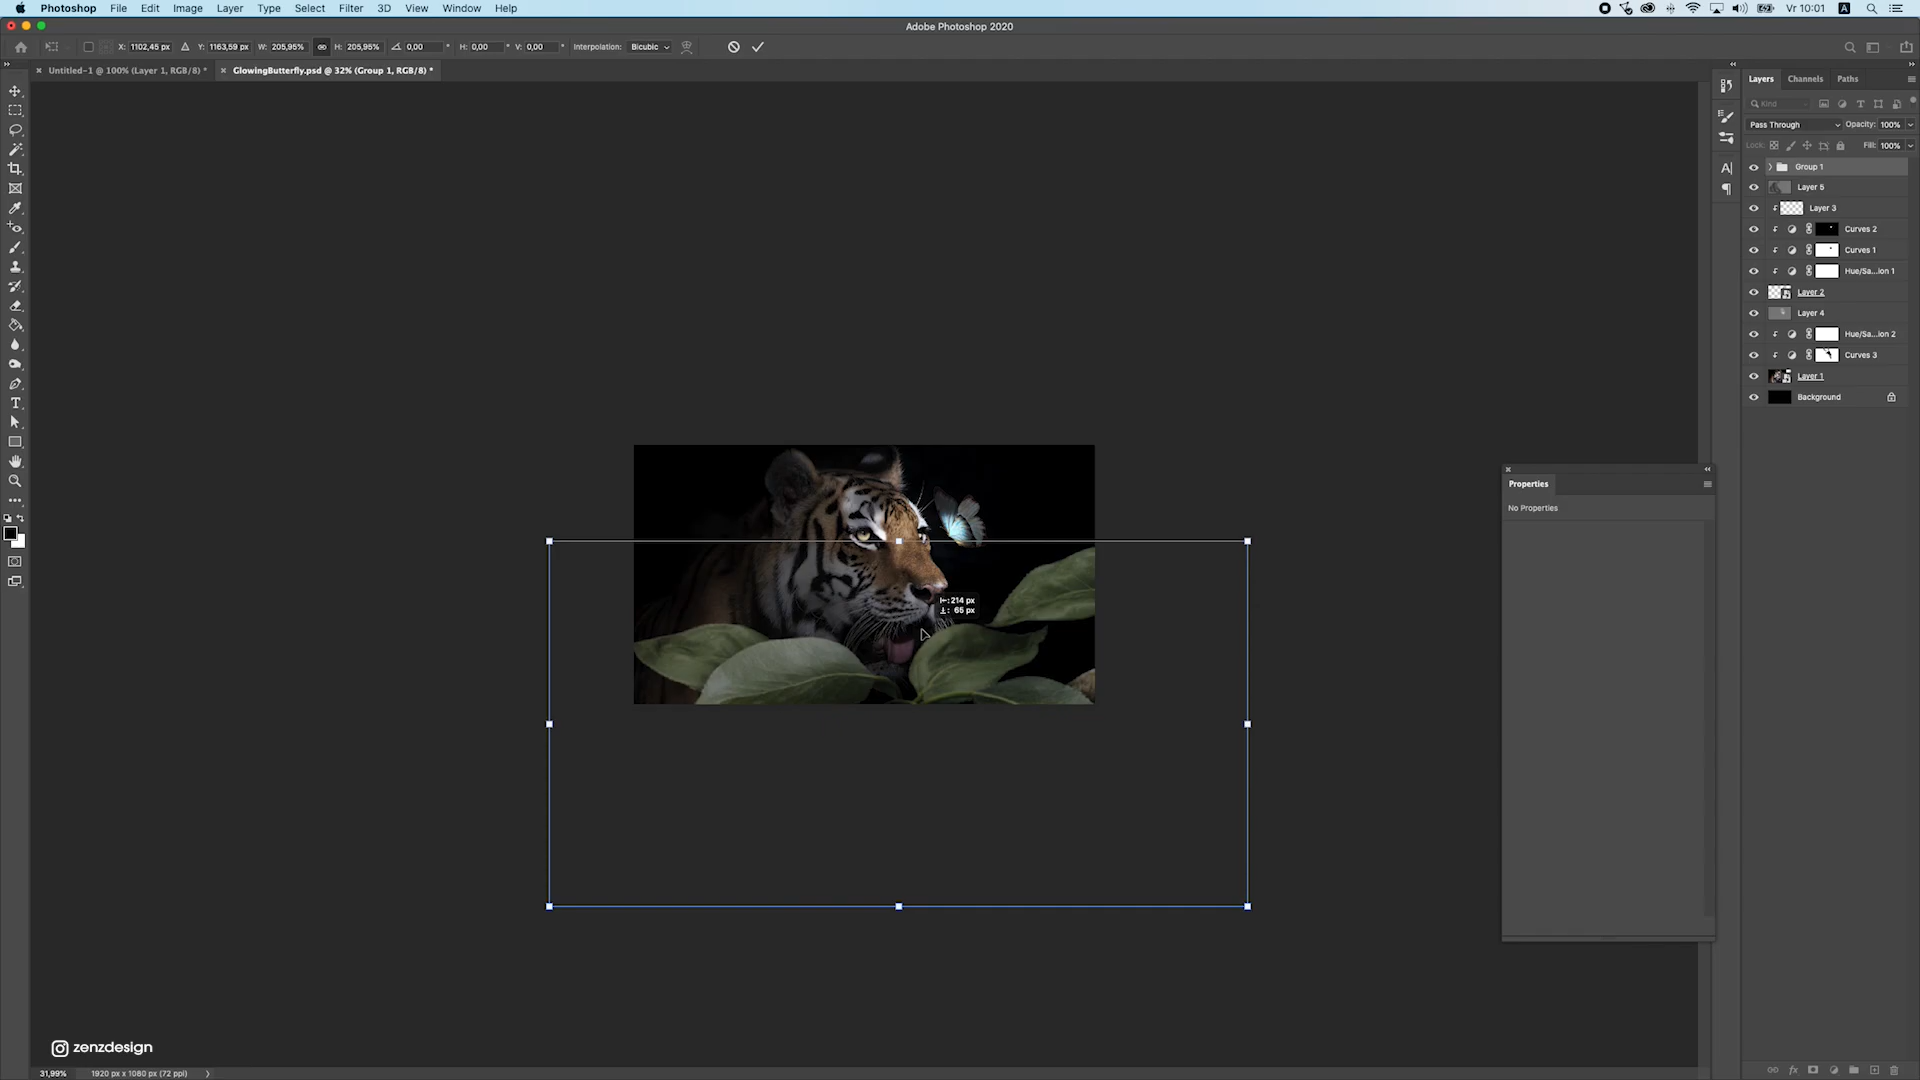 Photoshop File Edit Image Layer Type Select Filter 3D View Window Help Vr 10:01
Adobe Photoshop 2020
X: 1102,45 px Y: 1163,59 px W: 205,95% H: 205,95% 0,00 ° H: 0,00 ° V: 0,00 ° Interpolation: Bicubic
Untitled-1 @ 100% (Layer 1, RGB/8) * GlowingButterfly.psd @ 32% (Group 1, RGB/8) *
Layers Channels Paths
Kind
Pass Through Opacity: 100%
Lock: Fill: 100%
Group 1
Layer 5
Layer 3
Curves 2
Curves 1
Hue/Sa...ion 1
Layer 2
Layer 4
Hue/Sa...ion 2
Curves 3
Layer 1
Background
Properties
No Properties
214 px
65 px
zenzdesign
31,99% 1920 px x 1080 px (72 ppi)